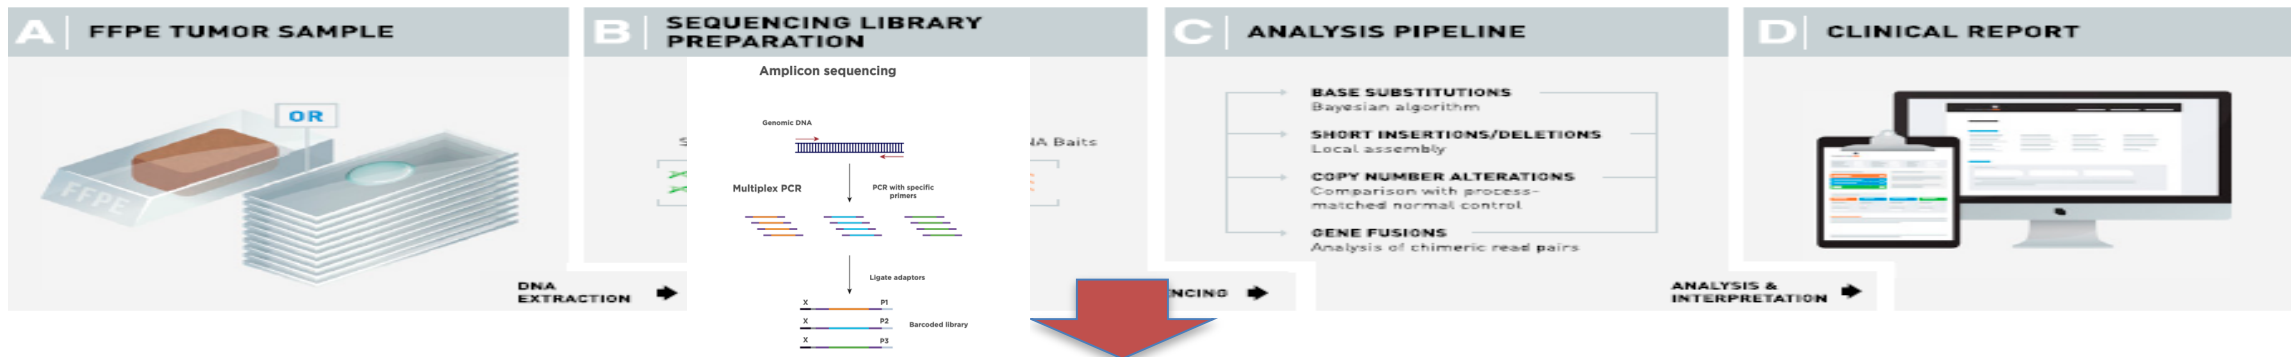 A
FFPE TUMOR SAMPLE
OR
FFPE
DNA
EXTRACTION
B
SEQUENCING LIBRARY
PREPARATION
Amplicon sequencing
Genomic DNA
Baits
Multiplex PCR
PCR with specific
primers
Ligate adaptors
X P1
X P2
Barcoded library
X P3
C
ANALYSIS PIPELINE
BASE SUBSTITUTIONS
Bayesian algorithm
SHORT INSERTIONS/DELETIONS
Local assembly
COPY NUMBER ALTERATIONS
Comparison with process-
matched normal control
GENE FUSIONS
Analysis of chimeric read pairs
ANALYSIS &
INTERPRETATION
D
CLINICAL REPORT